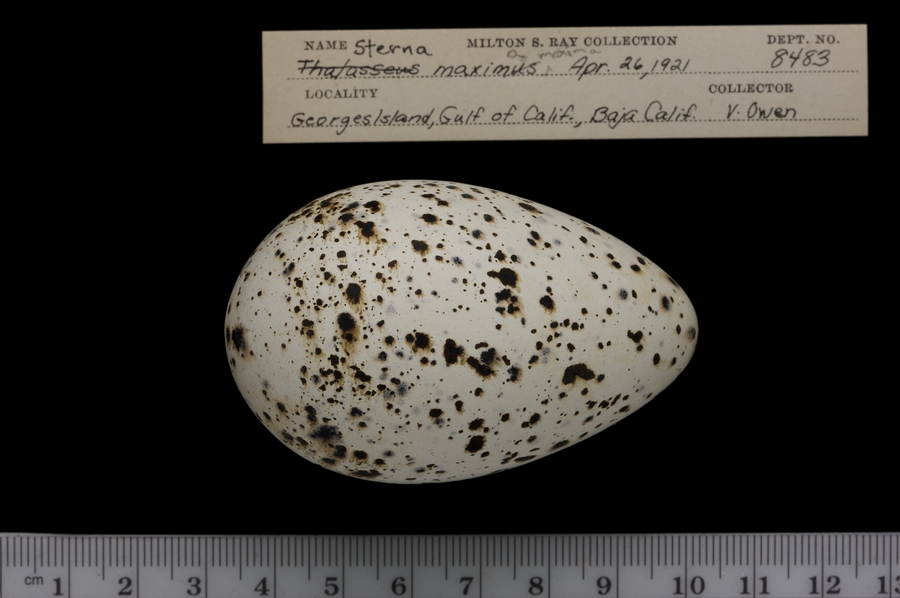 NAME Sterna MILTON S. RAY COLLECTION DEPT. NO.
Thalasseus maximus Apr. 26, 1921 8483
LOCALITY COLLECTOR
Georges Island, Gulf of Calif., Baja Calif. V. Owen
cm 1 2 3 4 5 6 7 8 9 10 11 12 13